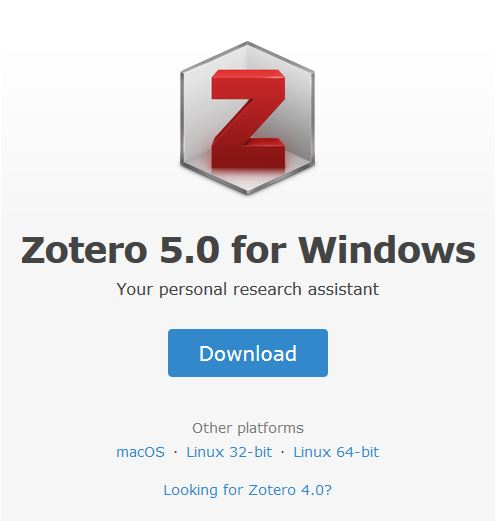 Z
Zotero 5.0 for Windows
Your personal research assistant
Download
Other platforms
macOS · Linux 32-bit · Linux 64-bit
Looking for Zotero 4.0?